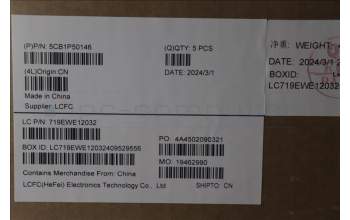 (P)P/N: 5CB1P50146
(Q)QTY: 5 PCS
(4L)Origin:CN
DATE: 2024/3/1
Made in China
Supplier: LCFC
净重: WEIGHT:
DATE: 2024/3/1
BOXID:
LC719EWE12032
LC P/N: 719EWE12032
PO: 4A4502090321
BOX ID: LC719EWE12032409529556
MO: 19462990
Contains Merchandise From: China
LCFC(HeFei) Electronics Technology Co., Ltd
SHIPTO: CN